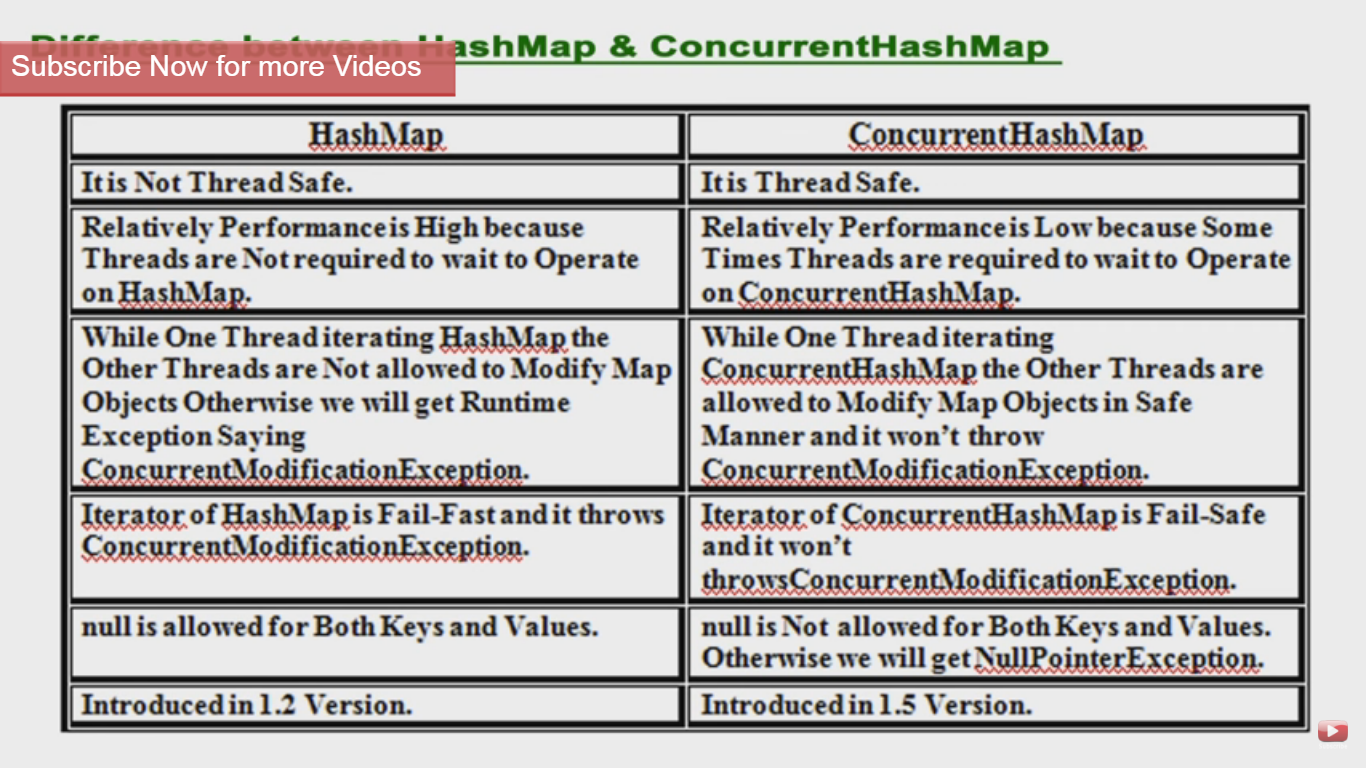 Difference between HashMap & ConcurrentHashMap
Subscribe Now for more Videos
HashMap
ConcurrentHashMap
It is Not Thread Safe.
It is Thread Safe.
Relatively Performance is High because
Threads are Not required to wait to Operate
on HashMap.
Relatively Performance is Low because Some
Times Threads are required to wait to Operate
on ConcurrentHashMap.
While One Thread iterating HashMap the
Other Threads are Not allowed to Modify Map
Objects Otherwise we will get Runtime
Exception Saying
ConcurrentModificationException.
While One Thread iterating
ConcurrentHashMap the Other Threads are
allowed to Modify Map Objects in Safe
Manner and it won’t throw
ConcurrentModificationException.
Iterator of HashMap is Fail-Fast and it throws
ConcurrentModificationException.
Iterator of ConcurrentHashMap is Fail-Safe
and it won’t
throwsConcurrentModificationException.
null is allowed for Both Keys and Values.
null is Not allowed for Both Keys and Values.
Otherwise we will get NullPointerException.
Introduced in 1.2 Version.
Introduced in 1.5 Version.